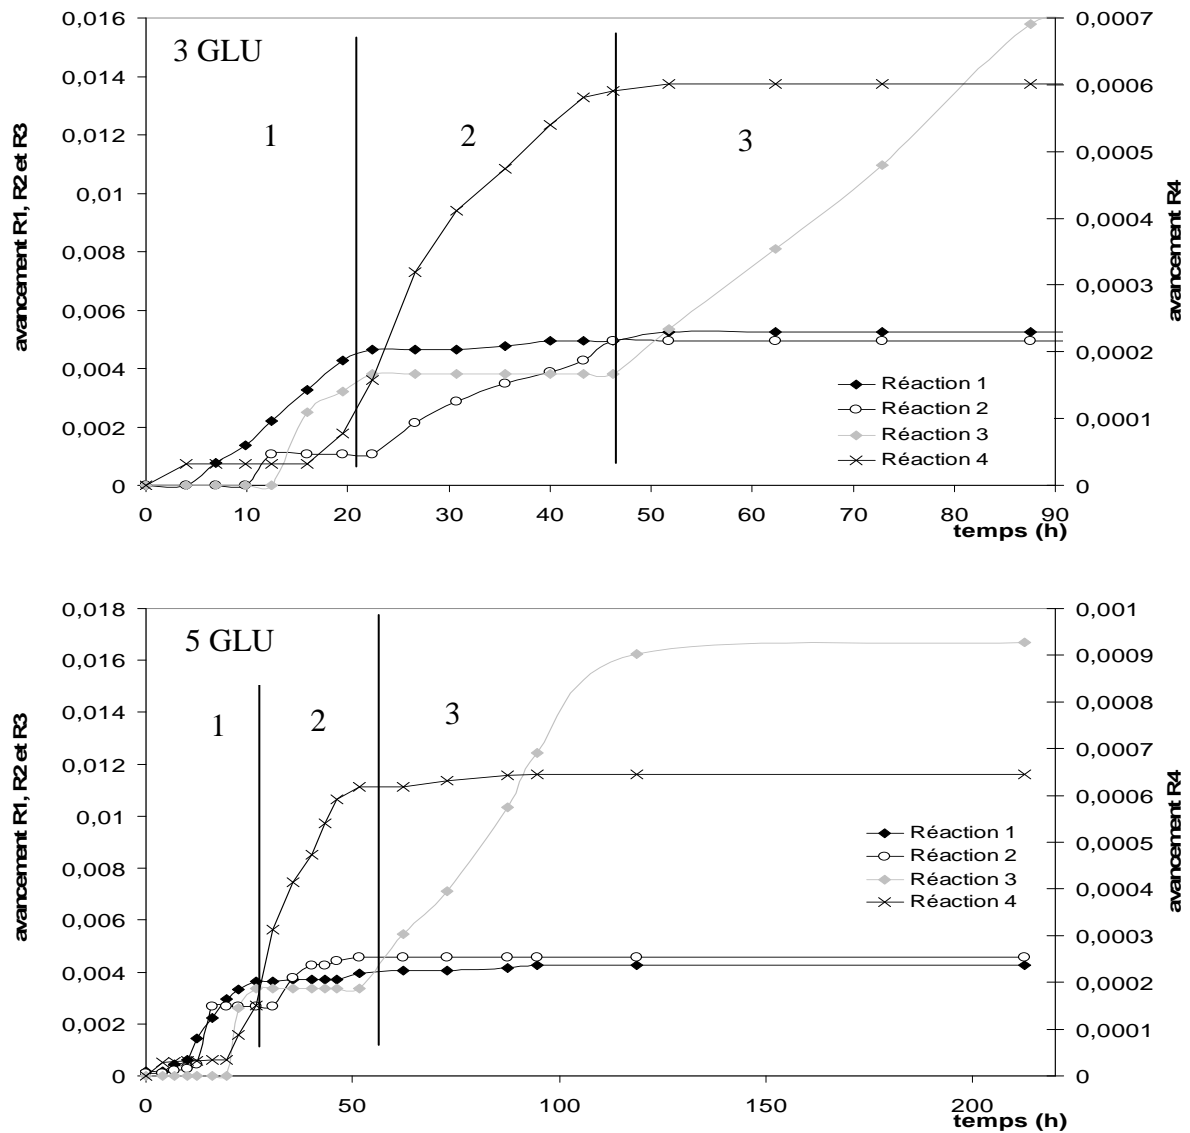 0,016
0,014
0,012
0,01
0,008
0,006
0,004
0,002
0
avancement R1, R2 et R3
3 GLU
1
2
3
0,0007
0,0006
0,0005
0,0004
0,0003
0,0002
0,0001
0
avancement R4
Réaction 1
Réaction 2
Réaction 3
Réaction 4
0 10 20 30 40 50 60 70 80 90
temps (h)
0,018
0,016
0,014
0,012
0,01
0,008
0,006
0,004
0,002
0
avancement R1, R2 et R3
5 GLU
1
2
3
0,001
0,0009
0,0008
0,0007
0,0006
0,0005
0,0004
0,0003
0,0002
0,0001
0
avancement R4
Réaction 1
Réaction 2
Réaction 3
Réaction 4
0 50 100 150 200
temps (h)